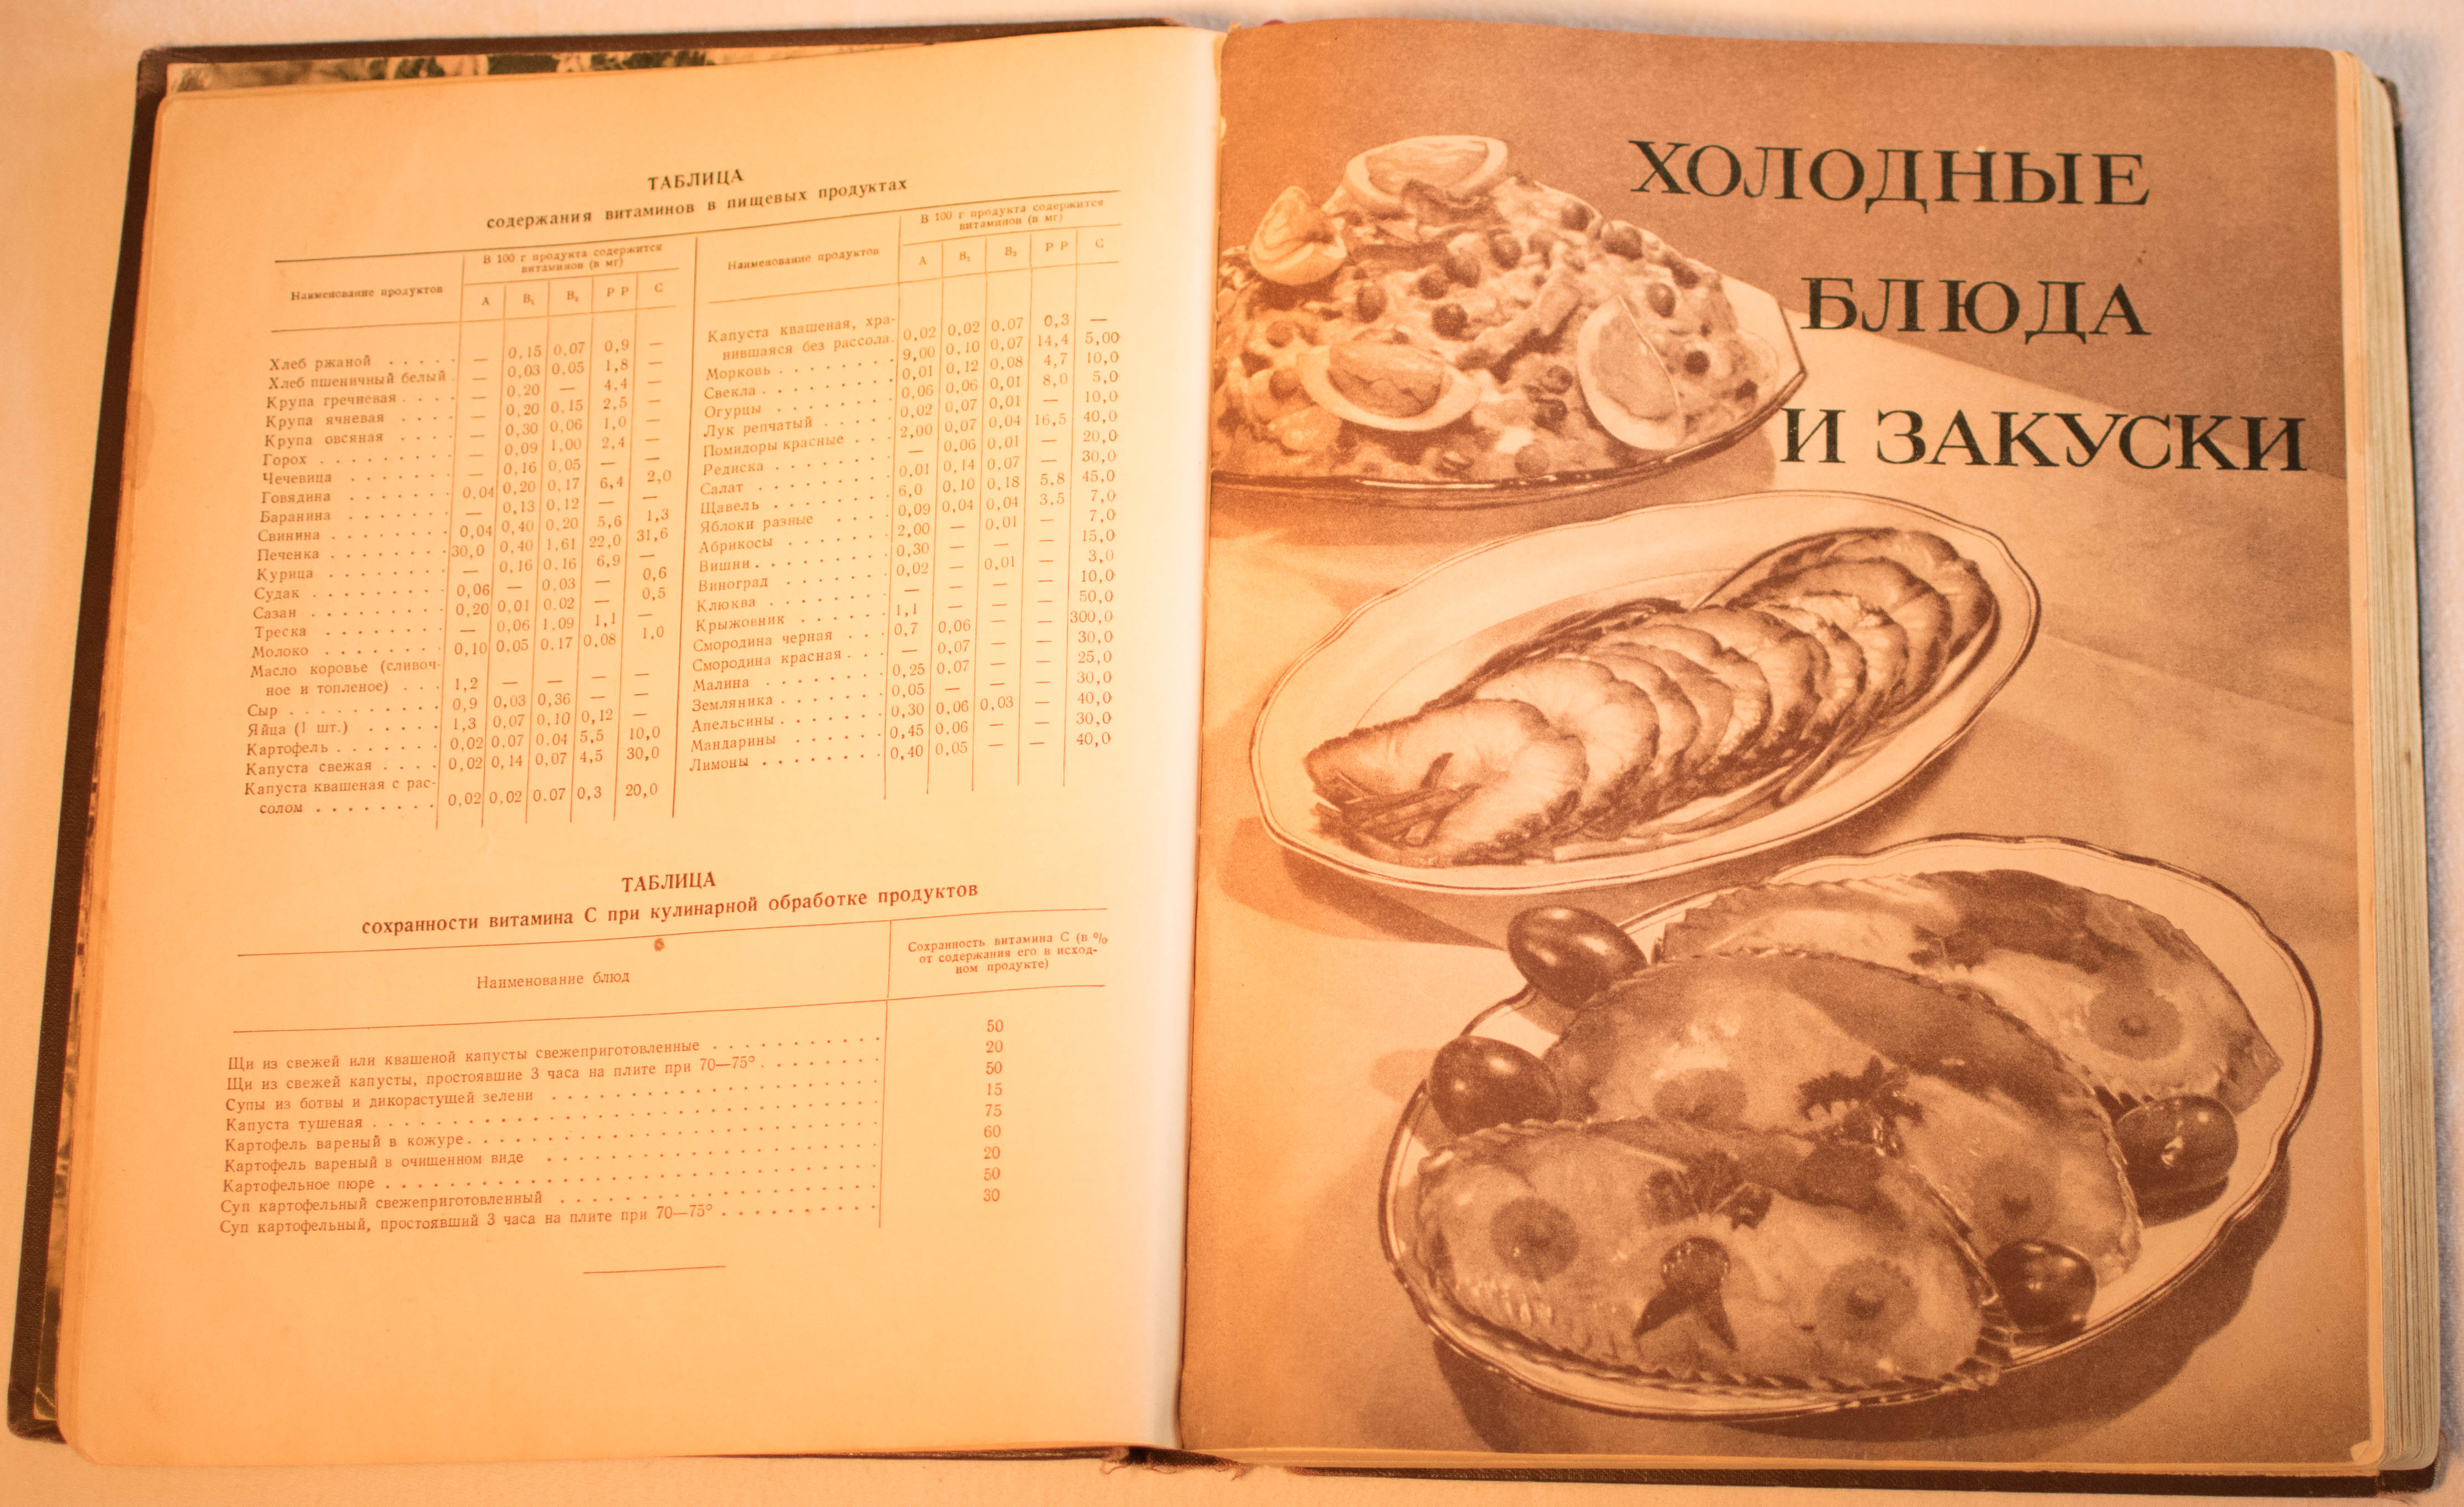 ТАБЛИЦА
содержания витаминов в пищевых продуктах
Наименование продуктов
В 100 г продукта содержится
витаминов (в мг)
А В₁ В₂ Р Р С
Хлеб ржаной . . . . . — 0,15 0,07 0,9 —
Хлеб пшеничный белый . — 0,03 0,05 1,8 —
Крупа гречневая . . . . — 0,20 — 4,4 —
Крупа ячневая . . . . — 0,20 0,15 2,5 —
Крупа овсяная . . . . — 0,30 0,06 1,0 —
Горох . . . . . . . . . — 0,09 1,00 2,4 —
Чечевица . . . . . . — 0,16 0,05 — —
Говядина . . . . . . . 0,04 0,20 0,17 6,4 2,0
Баранина . . . . . . . — 0,13 0,12 — —
Свинина . . . . . . . . 0,04 0,40 0,20 5,6 1,3
Печенка . . . . . . . . 30,0 0,40 1,61 22,0 31,6
Курица . . . . . . . . — 0,16 0.16 6,9 —
Судак . . . . . . . . . 0,06 — 0.03 — 0,6
Сазан . . . . . . . . . 0,20 0,01 0.02 — 0,5
Треска . . . . . . . . — 0,06 1,09 1,1 —
Молоко . . . . . . . . 0,10 0,05 0,17 0,08 1,0
Масло коровье (сливоч-
ное и топленое) . . . 1,2 — — — —
Сыр . . . . . . . . . . 0,9 0,03 0,36 — —
Яйца (1 шт.) . . . . . 1,3 0,07 0,10 0,12 —
Картофель . . . . . . . 0,02 0,07 0.04 5,5 10,0
Капуста свежая . . . . 0,02 0,14 0,07 4,5 30,0
Капуста квашеная с рас-
солом . . . . . . . . 0,02 0,02 0.07 0,3 20,0
Наименование продуктов
В 100 г продукта содержится
витаминов (в мг)
А В₁ В₂ Р Р С
Капуста квашеная, хра-
нившаяся без рассола. 0,02 0,02 0,07 0,3 —
Морковь . . . . . . . . 9,00 0,10 0,07 14,4 5,00
Свекла . . . . . . . . . 0,01 0,12 0,08 4,7 10,0
Огурцы . . . . . . . . 0,06 0,06 0,01 8,0 5,0
Лук репчатый . . . . . 0,02 0,07 0,01 — 10,0
Помидоры красные . . . 2,00 0,07 0,04 16,5 40,0
Редиска . . . . . . . . — 0,06 0,01 — 20,0
Салат . . . . . . . . . 0,01 0,14 0.07 — 30,0
Щавель . . . . . . . . 6,0 0,10 0,18 5,8 45,0
Яблоки разные . . . . 0,09 0,04 0,04 3,5 7,0
Абрикосы . . . . . . . 2,00 — 0,01 — 7,0
Вишни . . . . . . . . . 0,30 — — — 15,0
Виноград . . . . . . . 0,02 — 0,01 — 3,0
Клюква . . . . . . . . — — — — 10,0
Крыжовник . . . . . . 1,1 — — — 50,0
Смородина черная . . . 0,7 0,06 — — 300,0
Смородина красная . . . — 0,07 — — 30,0
Малина . . . . . . . . 0,25 0,07 — — 25,0
Земляника . . . . . . . 0,05 — — — 30,0
Апельсины . . . . . . . 0,30 0,06 0,03 — 40,0
Мандарины . . . . . . 0,45 0,06 — — 30,0
Лимоны . . . . . . . . 0,40 0,05 — — 40,0
ТАБЛИЦА
сохранности витамина С при кулинарной обработке продуктов
Наименование блюд
Сохранность витамина С (в %
от содержания его в исход-
ном продукте)
Щи из свежей или квашеной капусты свежеприготовленные . . . . . . . . . 50
Щи из свежей капусты, простоявшие 3 часа на плите при 70—75° . . . . . . . 20
Супы из ботвы и дикорастущей зелени . . . . . . . . . . . . . . . . 50
Капуста тушеная . . . . . . . . . . . . . . . . . . . . . . . . 15
Картофель вареный в кожуре . . . . . . . . . . . . . . . . . . . . 75
Картофель вареный в очищенном виде . . . . . . . . . . . . . . . . 60
Картофельное пюре . . . . . . . . . . . . . . . . . . . . . . . . 20
Суп картофельный свежеприготовленный . . . . . . . . . . . . . . . 50
Суп картофельный, простоявший 3 часа на плите при 70—75° . . . . . . . . . 30
ХОЛОДНЫЕ
БЛЮДА
И ЗАКУСКИ